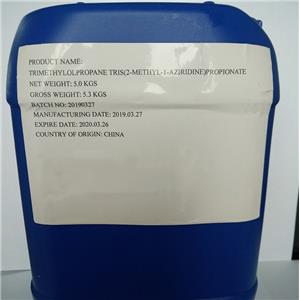 PRODUCT NAME:
TRIMETHYLOLPROPANE TRIS(2-METHYL-1-AZIRIDINE)PROPIONATE
NET WEIGHT: 5.0 KGS
GROSS WEIGHT: 5.3 KGS
BATCH NO: 20190327
MANUFACTURING DATE: 2019.03.27
EXPIRE DATE: 2020.03.26
COUNTRY OF ORIGIN: CHINA